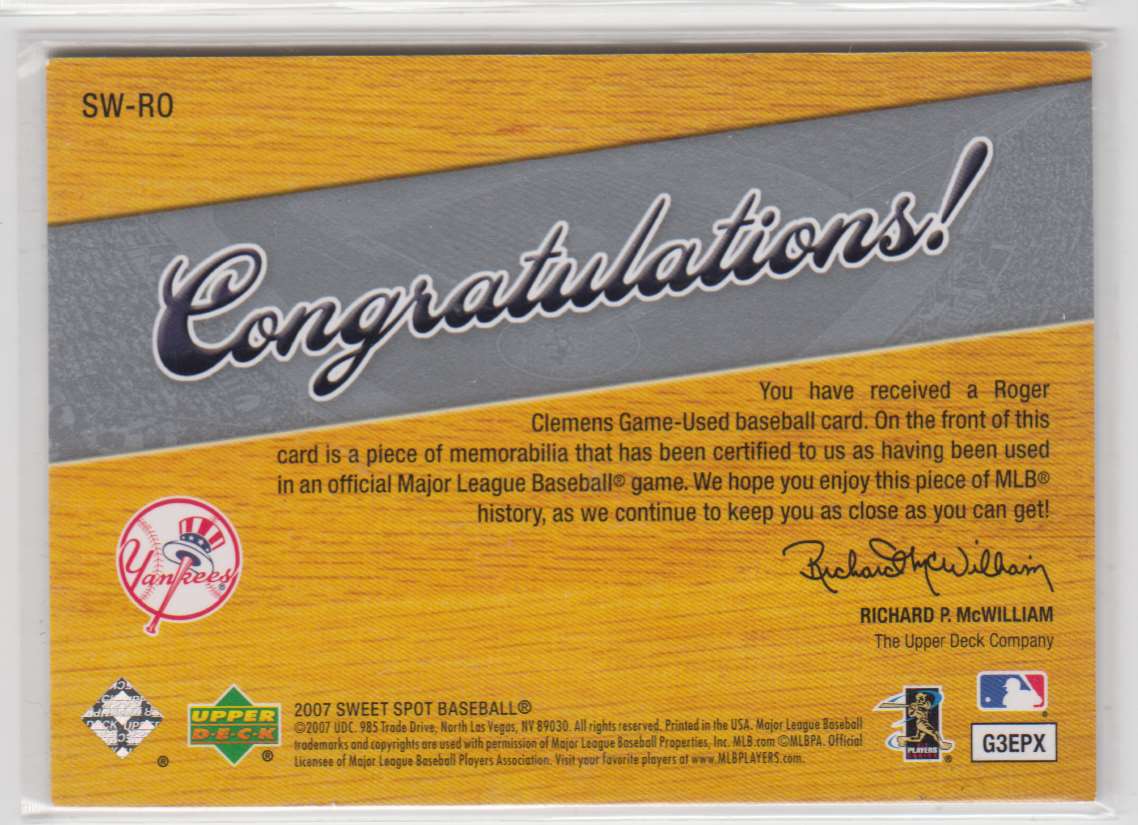 SW-RO
Congratulations!
You have received a Roger
Clemens Game-Used baseball card. On the front of this
card is a piece of memorabilia that has been certified to us as having been used
in an official Major League Baseball® game. We hope you enjoy this piece of MLB®
history, as we continue to keep you as close as you can get!
Yankees®
Richard McWilliam
RICHARD P. McWILLIAM
The Upper Deck Company
UPPER
D·E·C·K
®
®
2007 SWEET SPOT BASEBALL®
©2007 UDC. 985 Trade Drive, North Las Vegas, NV 89030. All rights reserved. Printed in the USA. Major League Baseball
trademarks and copyrights are used with permission of Major League Baseball Properties, Inc. MLB.com ©MLBPA. Official
Licensee of Major League Baseball Players Association. Visit your favorite players at www.MLBPLAYERS.com.
PLAYERS
®
®
G3EPX